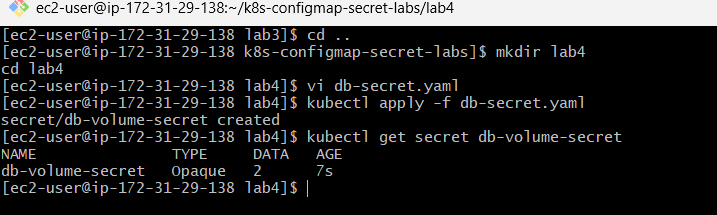 ec2-user@ip-172-31-29-138:~/k8s-configmap-secret-labs/lab4
[ec2-user@ip-172-31-29-138 lab3]$ cd ..
[ec2-user@ip-172-31-29-138 k8s-configmap-secret-labs]$ mkdir lab4
cd lab4
[ec2-user@ip-172-31-29-138 lab4]$ vi db-secret.yaml
[ec2-user@ip-172-31-29-138 lab4]$ kubectl apply -f db-secret.yaml
secret/db-volume-secret created
[ec2-user@ip-172-31-29-138 lab4]$ kubectl get secret db-volume-secret
NAME TYPE DATA AGE
db-volume-secret Opaque 2 7s
[ec2-user@ip-172-31-29-138 lab4]$